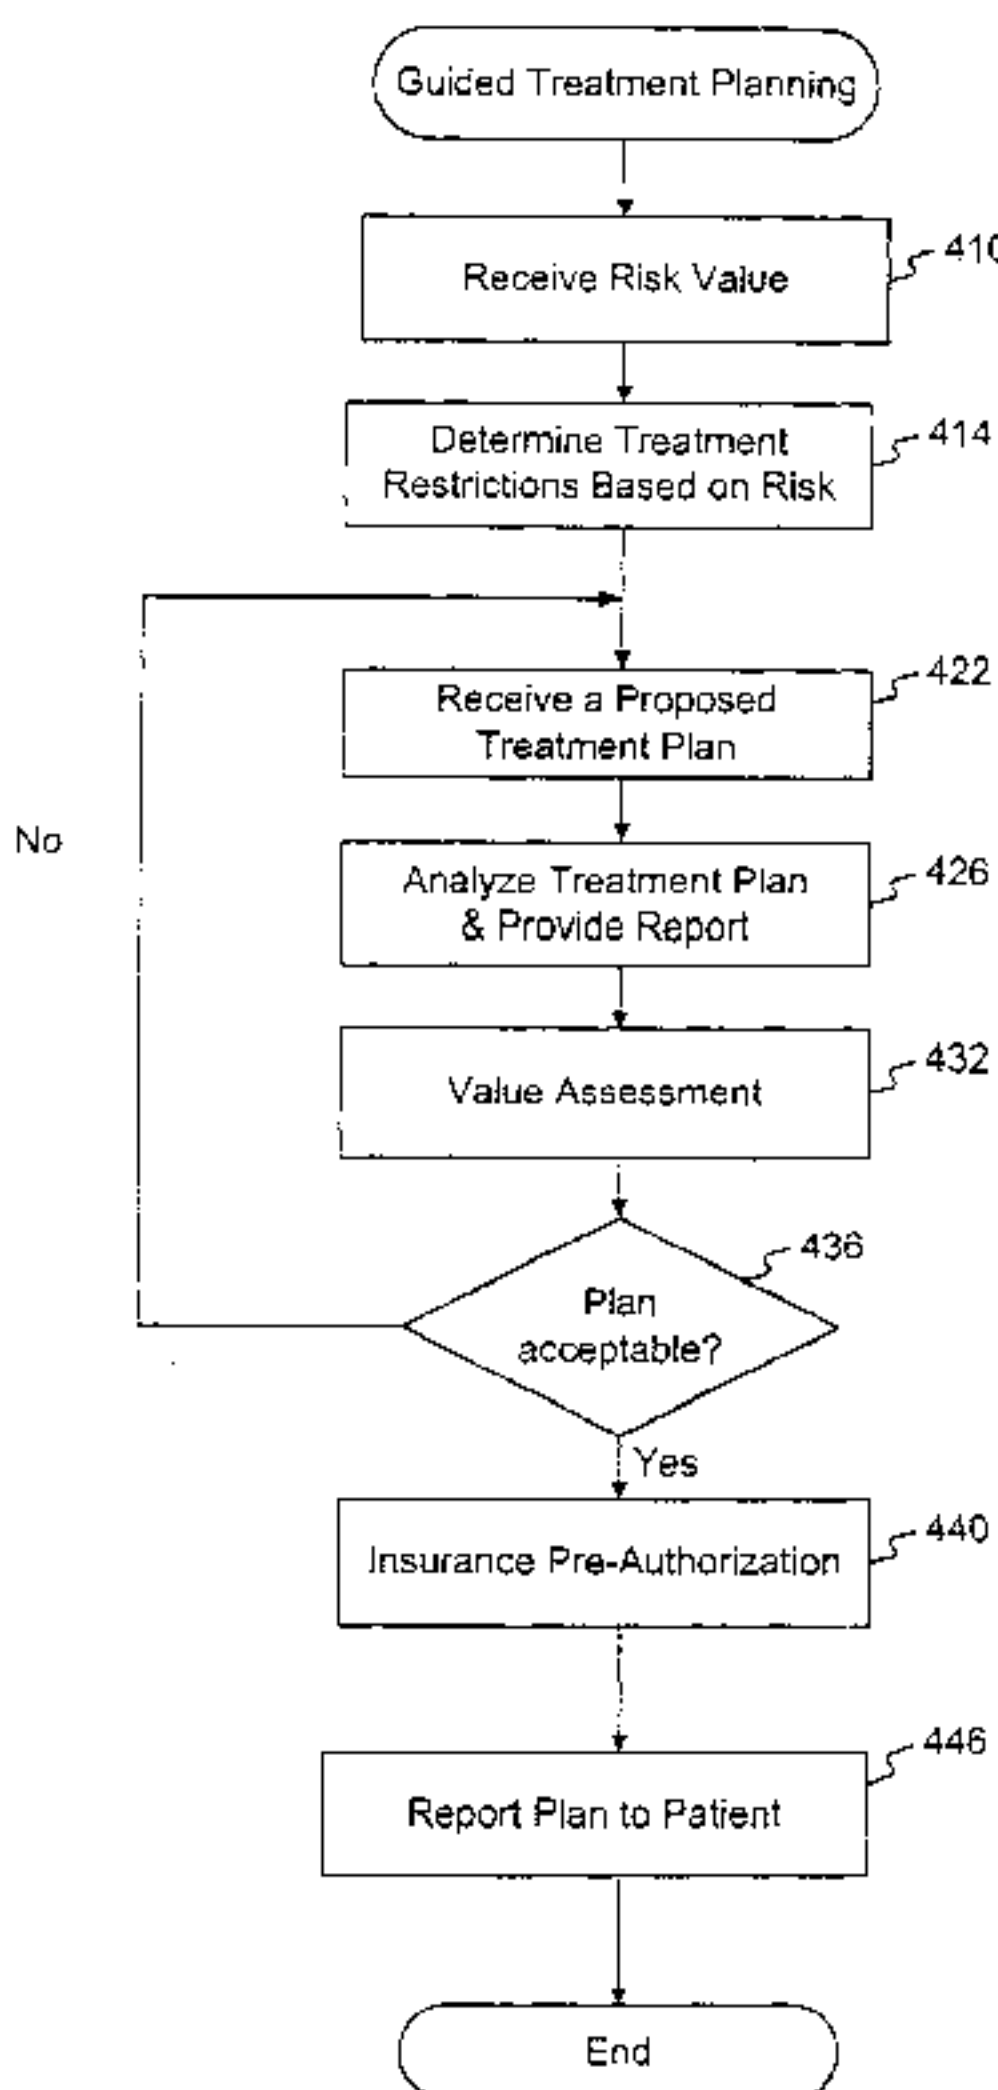 Guided Treatment Planning
Receive Risk Value
410
Determine Treatment
Restrictions Based on Risk
414
Receive a Proposed
Treatment Plan
422
No
Analyze Treatment Plan
& Provide Report
426
Value Assessment
432
Plan
acceptable?
436
Yes
Insurance Pre-Authorization
440
Report Plan to Patient
446
End